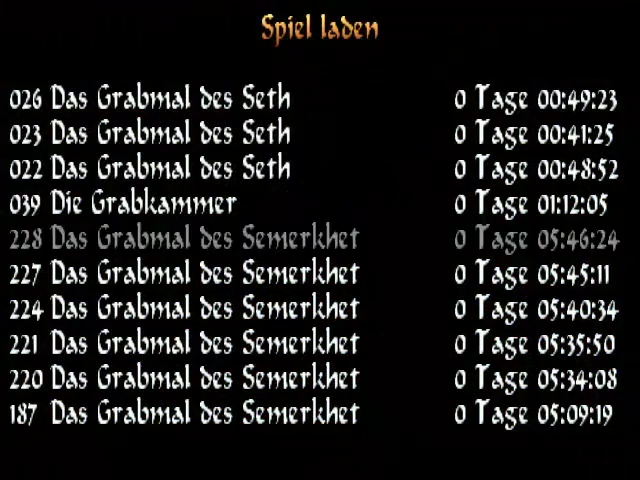 Spiel laden
026 Das Grabmal des Seth 0 Tage 00:49:23
023 Das Grabmal des Seth 0 Tage 00:41:25
022 Das Grabmal des Seth 0 Tage 00:48:52
039 Die Grabkammer 0 Tage 01:12:05
228 Das Grabmal des Semerkhet 0 Tage 05:46:24
227 Das Grabmal des Semerkhet 0 Tage 05:45:11
224 Das Grabmal des Semerkhet 0 Tage 05:40:34
221 Das Grabmal des Semerkhet 0 Tage 05:35:50
220 Das Grabmal des Semerkhet 0 Tage 05:34:08
187 Das Grabmal des Semerkhet 0 Tage 05:09:19